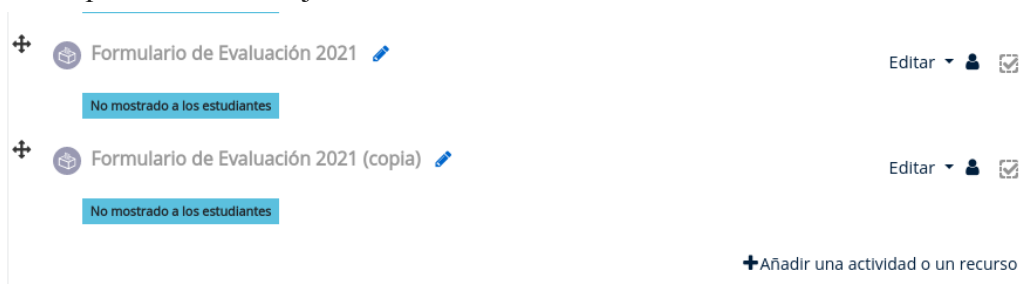 Formulario de Evaluación 2021
Editar
No mostrado a los estudiantes
Formulario de Evaluación 2021 (copia)
Editar
No mostrado a los estudiantes
+Añadir una actividad o un recurso